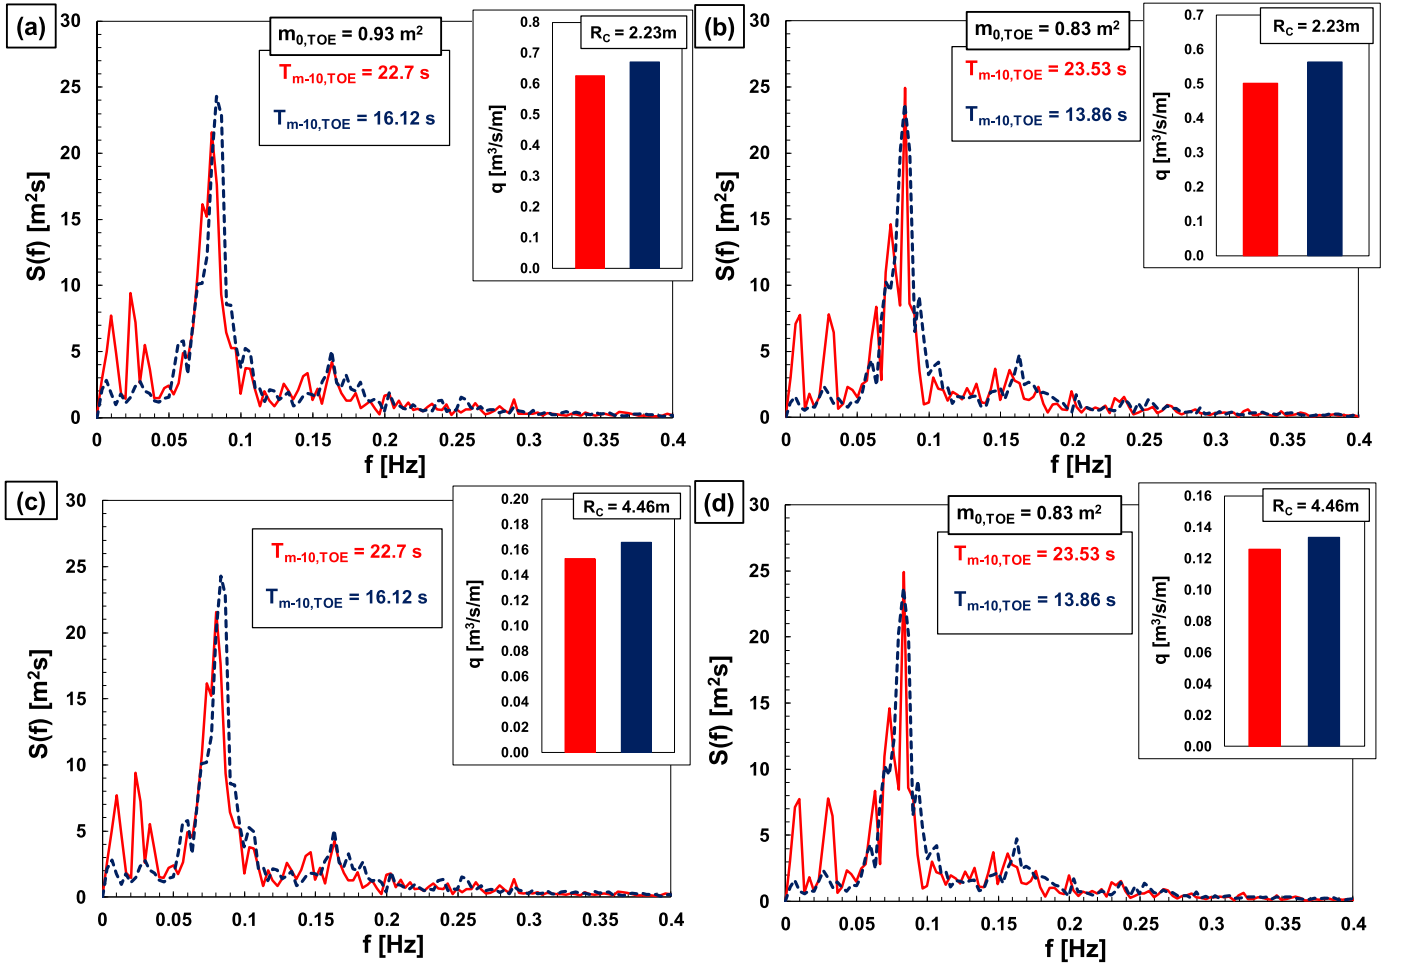 (a)
m0,TOE = 0.93 m²
Tm-10,TOE = 22.7 s
Tm-10,TOE = 16.12 s
RC = 2.23m
q [m³/s/m]
0.8
0.7
0.6
0.5
0.4
0.3
0.2
0.1
0.0
S(f) [m²s]
30
25
20
15
10
5
0
0 0.05 0.1 0.15 0.2 0.25 0.3 0.35 0.4
f [Hz]
(b)
m0,TOE = 0.83 m²
Tm-10,TOE = 23.53 s
Tm-10,TOE = 13.86 s
RC = 2.23m
q [m³/s/m]
0.7
0.6
0.5
0.4
0.3
0.2
0.1
0.0
S(f) [m²s]
30
25
20
15
10
5
0
0 0.05 0.1 0.15 0.2 0.25 0.3 0.35 0.4
f [Hz]
(c)
Tm-10,TOE = 22.7 s
Tm-10,TOE = 16.12 s
RC = 4.46m
q [m³/s/m]
0.20
0.18
0.16
0.14
0.12
0.10
0.08
0.06
0.04
0.02
0.00
S(f) [m²s]
30
25
20
15
10
5
0
0 0.05 0.1 0.15 0.2 0.25 0.3 0.35 0.4
f [Hz]
(d)
m0,TOE = 0.83 m²
Tm-10,TOE = 23.53 s
Tm-10,TOE = 13.86 s
RC = 4.46m
q [m³/s/m]
0.16
0.14
0.12
0.10
0.08
0.06
0.04
0.02
0.00
S(f) [m²s]
30
25
20
15
10
5
0
0 0.05 0.1 0.15 0.2 0.25 0.3 0.35 0.4
f [Hz]